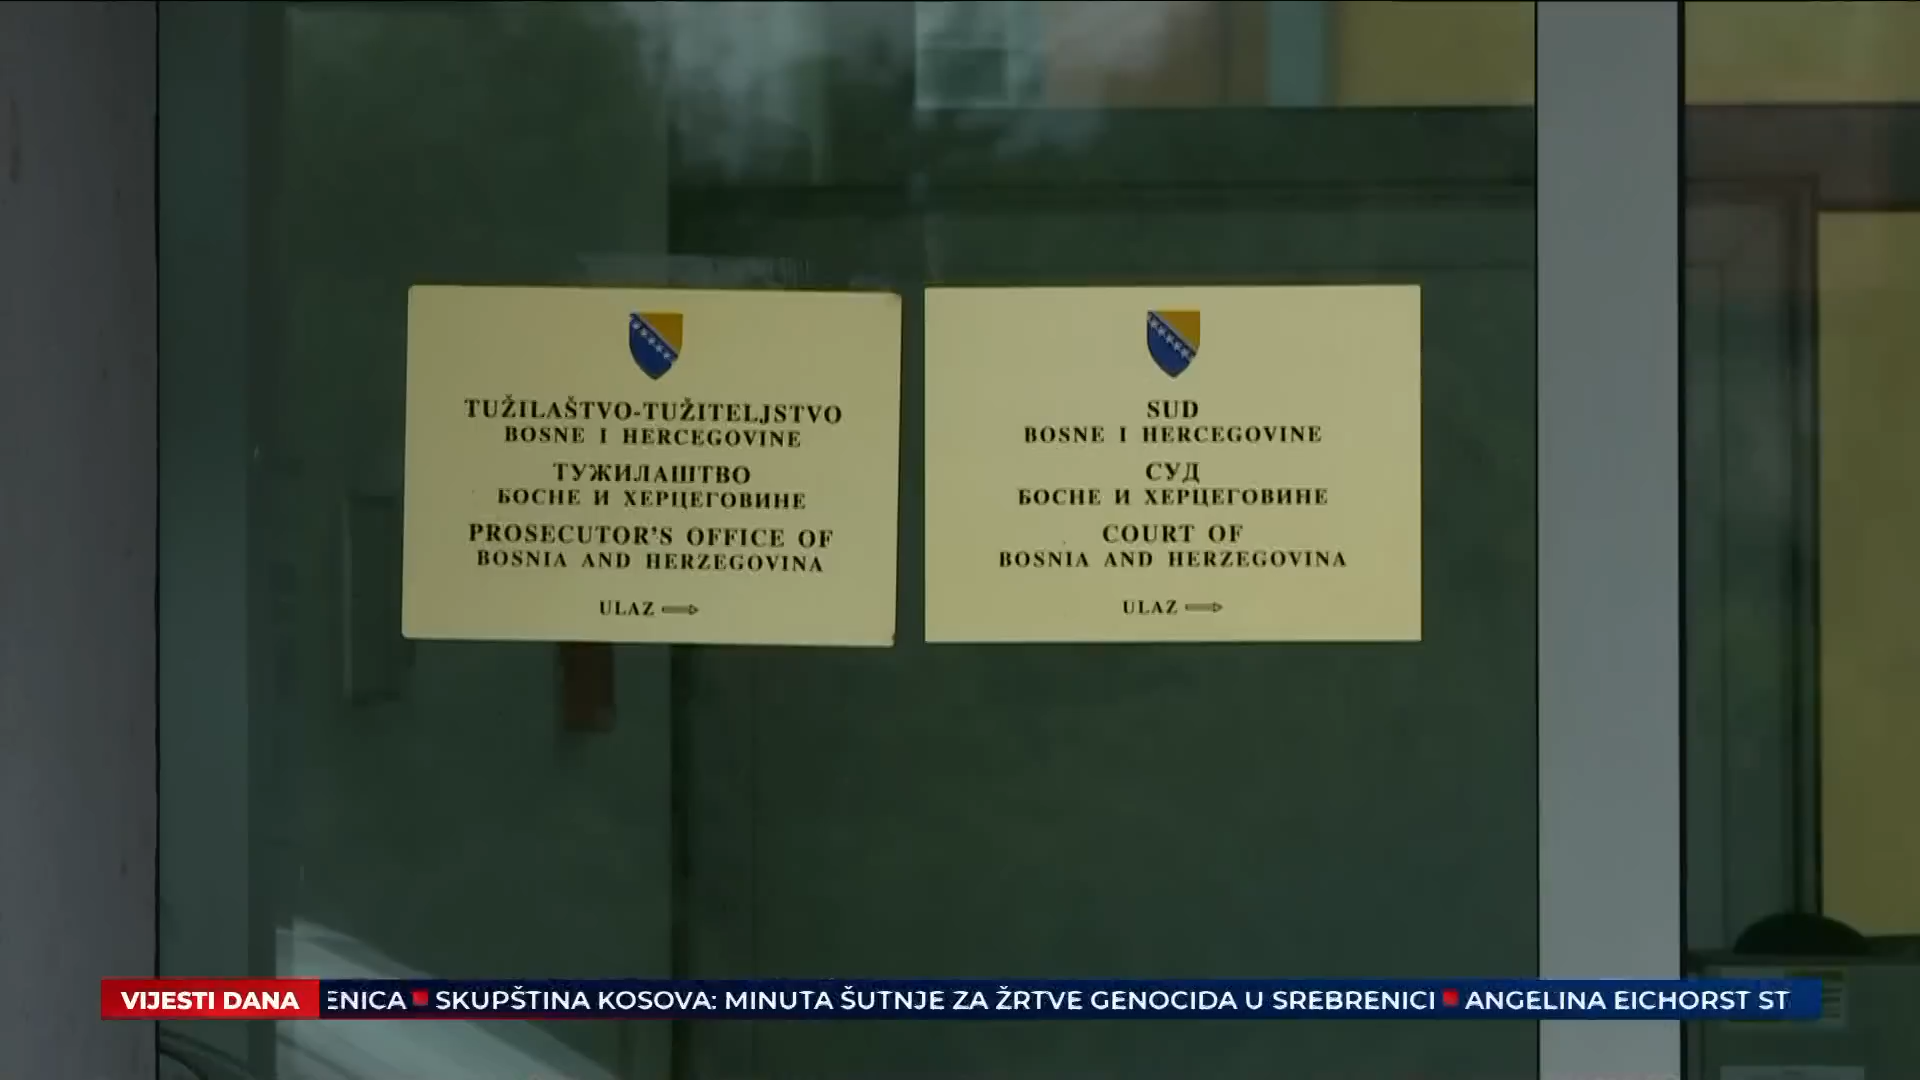 TUŽILAŠTVO-TUŽITELJSTVO
BOSNE I HERCEGOVINE
ТУЖИЛАШТВО
БОСНЕ И ХЕРЦЕГОВИНЕ
PROSECUTOR'S OFFICE OF
BOSNIA AND HERZEGOVINA
ULAZ
SUD
BOSNE I HERCEGOVINE
СУД
БОСНЕ И ХЕРЦЕГОВИНЕ
COURT OF
BOSNIA AND HERZEGOVINA
ULAZ
VIJESTI DANA ENICA ▪ SKUPŠTINA KOSOVA: MINUTA ŠUTNJE ZA ŽRTVE GENOCIDA U SREBRENICI ▪ ANGELINA EICHORST ST